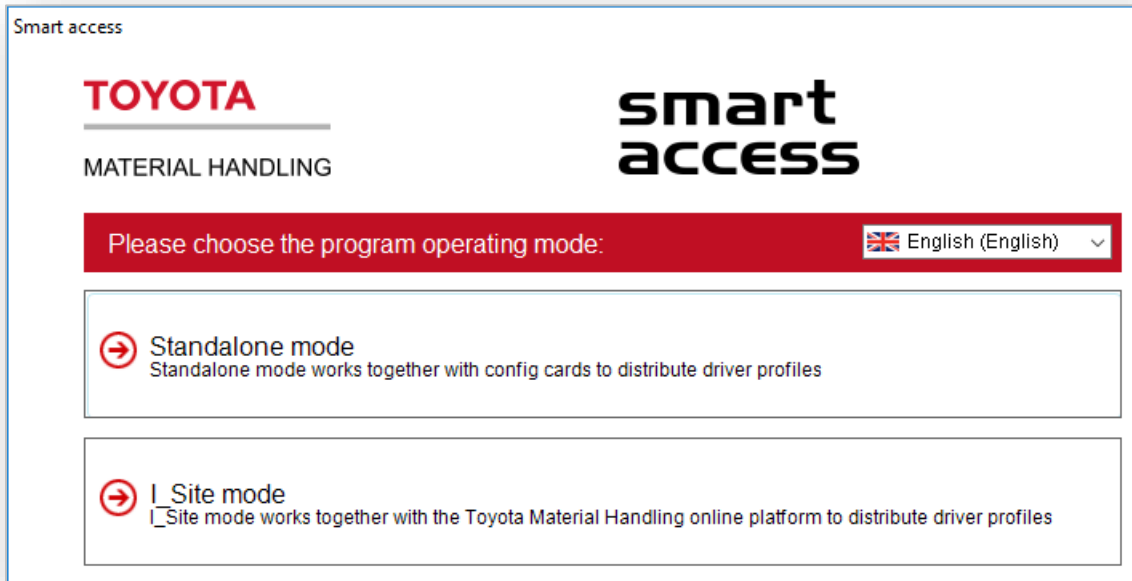 Smart access
TOYOTA
MATERIAL HANDLING
smart
access
Please choose the program operating mode:
English (English)
Standalone mode
Standalone mode works together with config cards to distribute driver profiles
I_Site mode
I_Site mode works together with the Toyota Material Handling online platform to distribute driver profiles